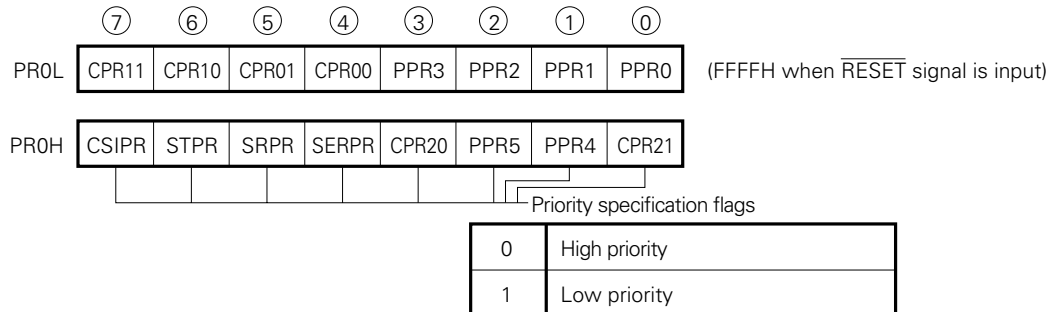 ⑦ ⑥ ⑤ ④ ③ ② ① ⓪
PR0L CPR11 CPR10 CPR01 CPR00 PPR3 PPR2 PPR1 PPR0 (FFFFH when R̅E̅S̅E̅T̅ signal is input)
PR0H CSIPR STPR SRPR SERPR CPR20 PPR5 PPR4 CPR21
Priority specification flags
0 High priority
1 Low priority